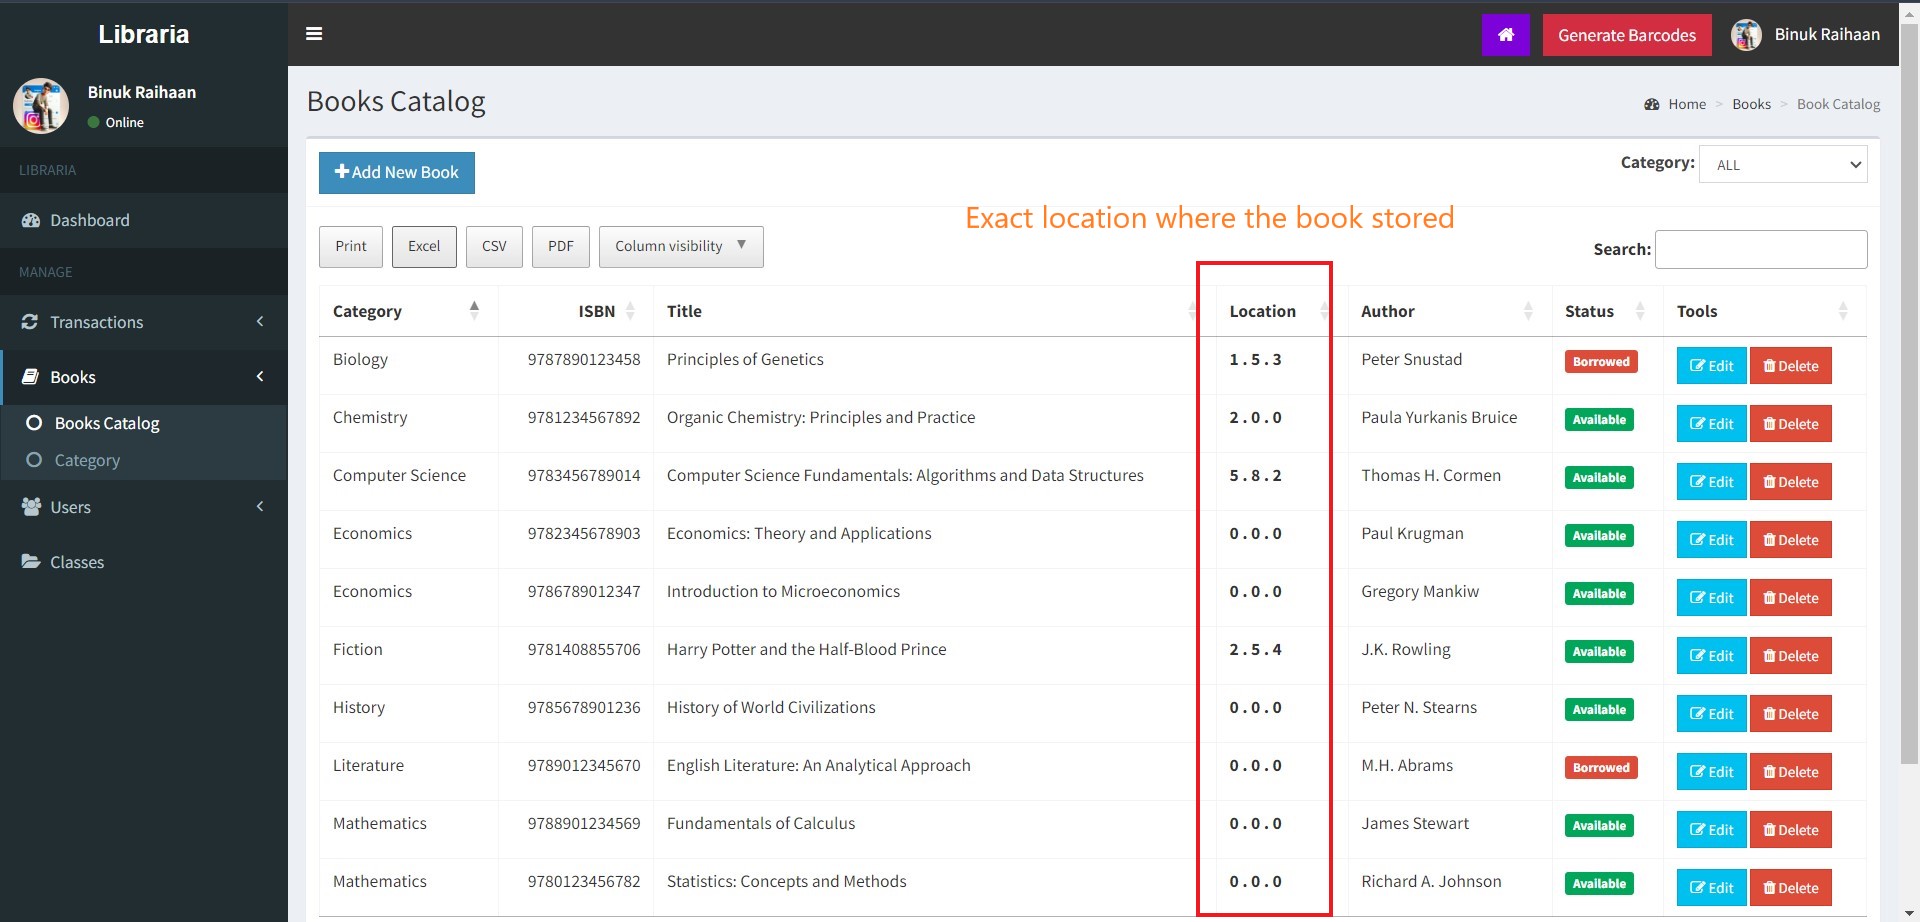 Libraria
Generate Barcodes
Binuk Raihaan
Binuk Raihaan
Online
LIBRARIA
Dashboard
MANAGE
Transactions
Books
Books Catalog
Category
Users
Classes
Books Catalog
Home > Books > Book Catalog
Add New Book
Category: ALL
Exact location where the book stored
Print Excel CSV PDF Column visibility
Search:
Category ISBN Title Location Author Status Tools
Biology 9787890123458 Principles of Genetics 1.5.3 Peter Snustad Borrowed Edit Delete
Chemistry 9781234567892 Organic Chemistry: Principles and Practice 2.0.0 Paula Yurkanis Bruice Available Edit Delete
Computer Science 9783456789014 Computer Science Fundamentals: Algorithms and Data Structures 5.8.2 Thomas H. Cormen Available Edit Delete
Economics 9782345678903 Economics: Theory and Applications 0.0.0 Paul Krugman Available Edit Delete
Economics 9786789012347 Introduction to Microeconomics 0.0.0 Gregory Mankiw Available Edit Delete
Fiction 9781408855706 Harry Potter and the Half-Blood Prince 2.5.4 J.K. Rowling Available Edit Delete
History 9785678901236 History of World Civilizations 0.0.0 Peter N. Stearns Available Edit Delete
Literature 9789012345670 English Literature: An Analytical Approach 0.0.0 M.H. Abrams Borrowed Edit Delete
Mathematics 9788901234569 Fundamentals of Calculus 0.0.0 James Stewart Available Edit Delete
Mathematics 9780123456782 Statistics: Concepts and Methods 0.0.0 Richard A. Johnson Available Edit Delete